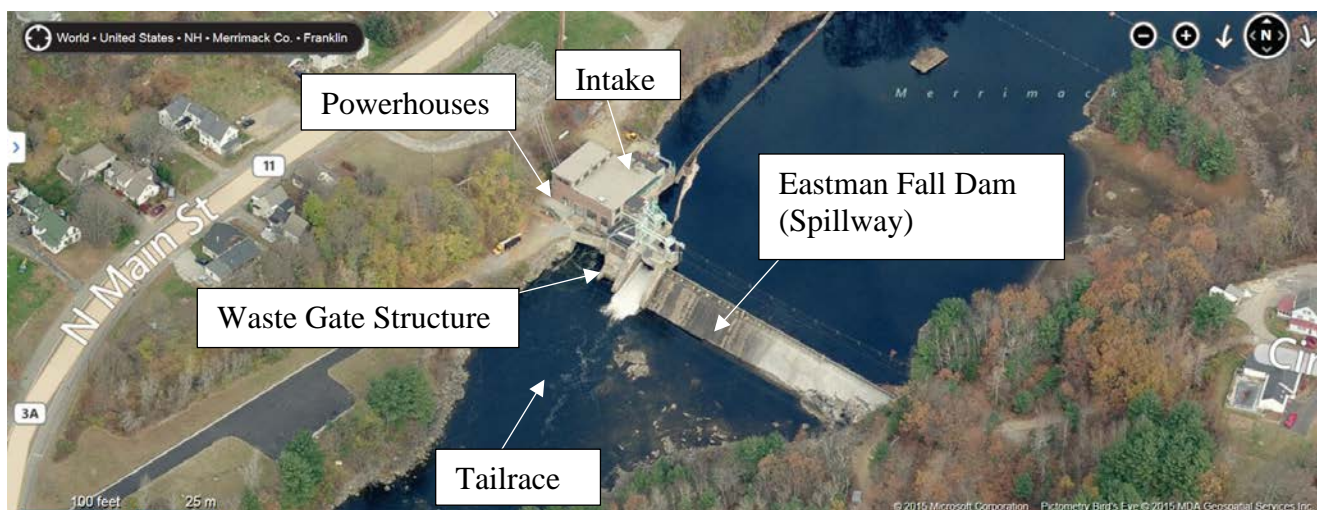 World • United States • NH • Merrimack Co. • Franklin
N
Intake
Powerhouses
Merrimack
11
Eastman Fall Dam
(Spillway)
N Main St
Waste Gate Structure
3A
Tailrace
100 feet
25 m
© 2015 Microsoft Corporation
Pictometry Bird's Eye © 2015 MDA Geospatial Services Inc.